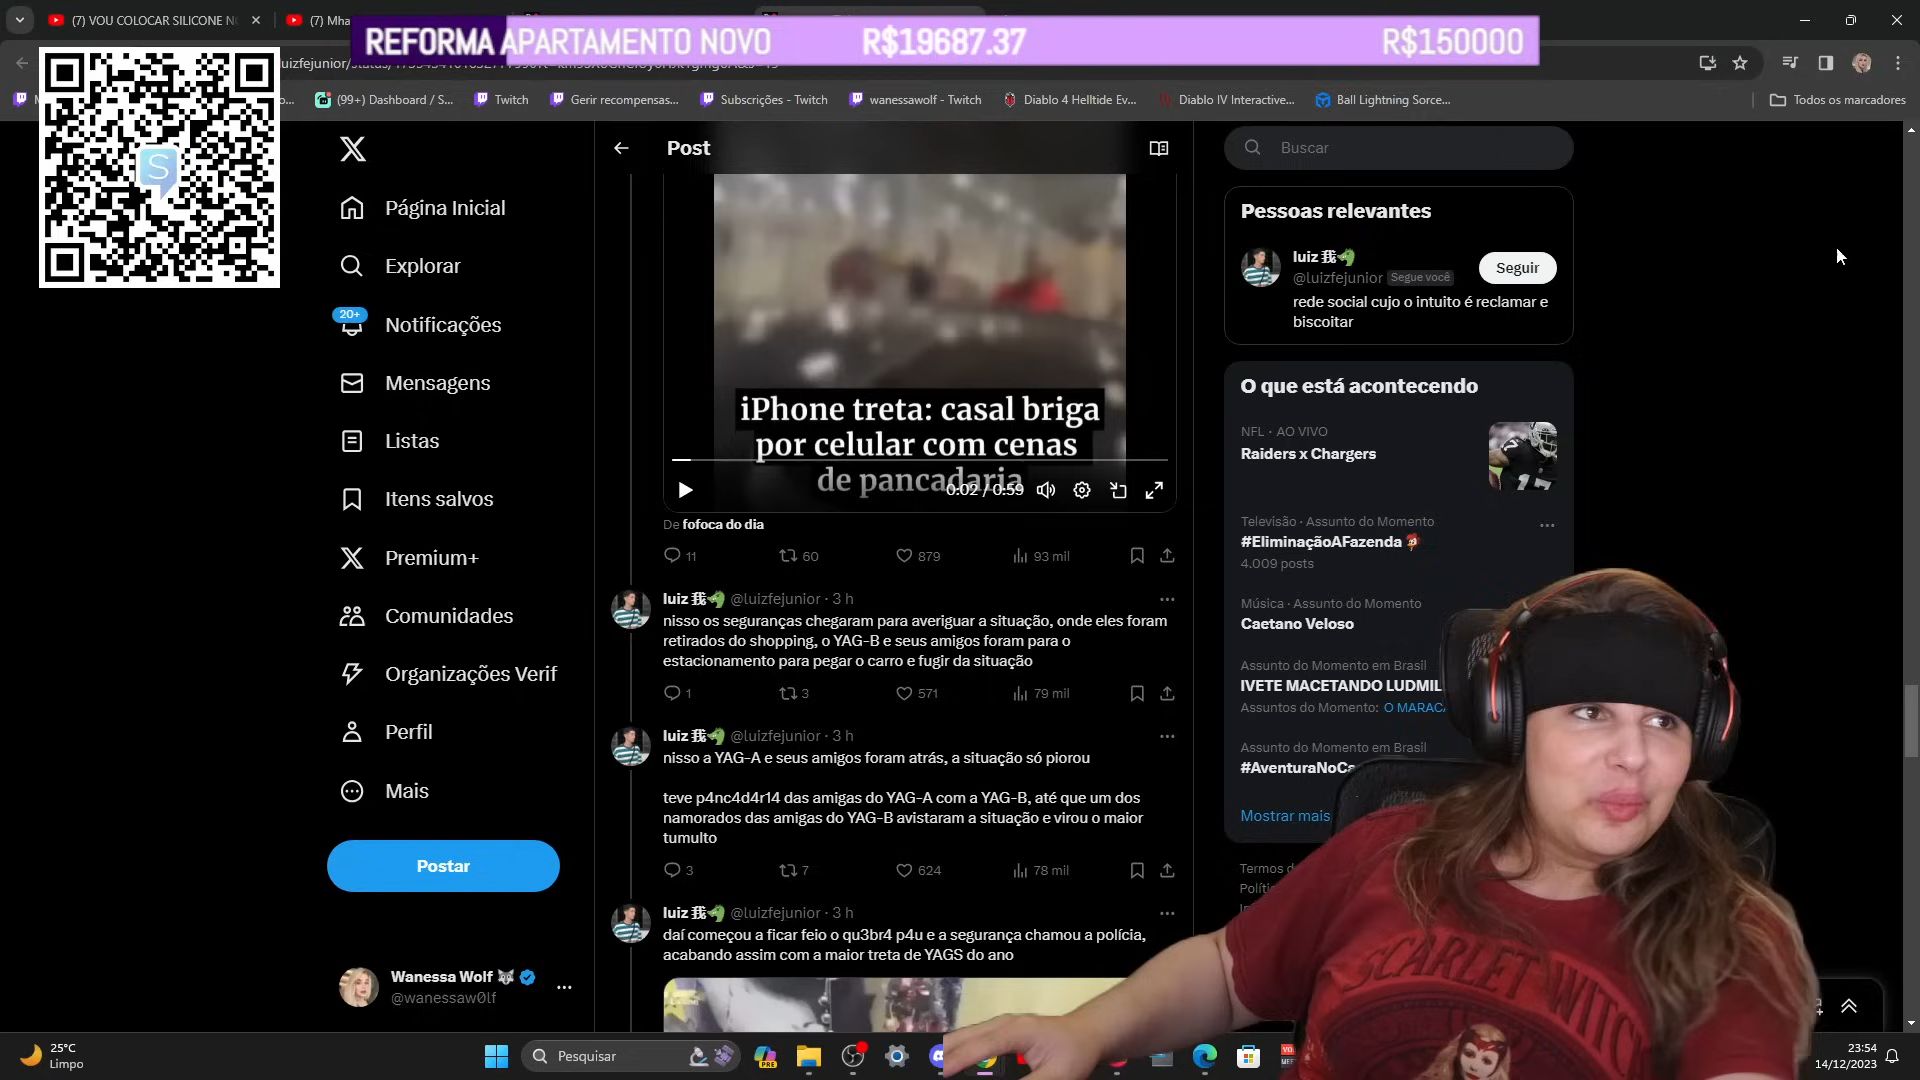 (7) VOU COLOCAR SILICONE N
(7) Mha
REFORMA APARTAMENTO NOVO R$19687.37 R$150000
(99+) Dashboard / S...
Twitch
Gerir recompensas...
Subscrições - Twitch
wanessawolf - Twitch
Diablo 4 Helltide Ev...
Diablo IV Interactive...
Ball Lightning Sorce...
Todos os marcadores
S
Página Inicial
Explorar
20+
Notificações
Mensagens
Listas
Itens salvos
Premium+
Comunidades
Organizações Verif
Perfil
Mais
Postar
Wanessa Wolf
@wanessaw0lf
Post
iPhone treta: casal briga
por celular com cenas
de pancadaria
0:02 / 0:59
De fofoca do dia
11 60 879 93 mil
luiz 我 @luizfejunior · 3 h
nisso os seguranças chegaram para averiguar a situação, onde eles foram
retirados do shopping, o YAG-B e seus amigos foram para o
estacionamento para pegar o carro e fugir da situação
1 3 571 79 mil
luiz 我 @luizfejunior · 3 h
nisso a YAG-A e seus amigos foram atrás, a situação só piorou
teve p4nc4d4r14 das amigas do YAG-A com a YAG-B, até que um dos
namorados das amigas do YAG-B avistaram a situação e virou o maior
tumulto
3 7 624 78 mil
luiz 我 @luizfejunior · 3 h
daí começou a ficar feio o qu3br4 p4u e a segurança chamou a polícia,
acabando assim com a maior treta de YAGS do ano
Buscar
Pessoas relevantes
luiz 我
@luizfejunior Segue você
Seguir
rede social cujo o intuito é reclamar e
biscoitar
O que está acontecendo
NFL · AO VIVO
Raiders x Chargers
Televisão · Assunto do Momento
#EliminaçãoAFazenda
4.009 posts
Música · Assunto do Momento
Caetano Veloso
Assunto do Momento em Brasil
IVETE MACETANDO LUDMIL
Assuntos do Momento: O MARAC
Assunto do Momento em Brasil
#AventuraNoCa
Mostrar mais
Termos d
Políti
SCARLET WITCH
25°C
Limpo
Pesquisar
PRE
23:54
14/12/2023